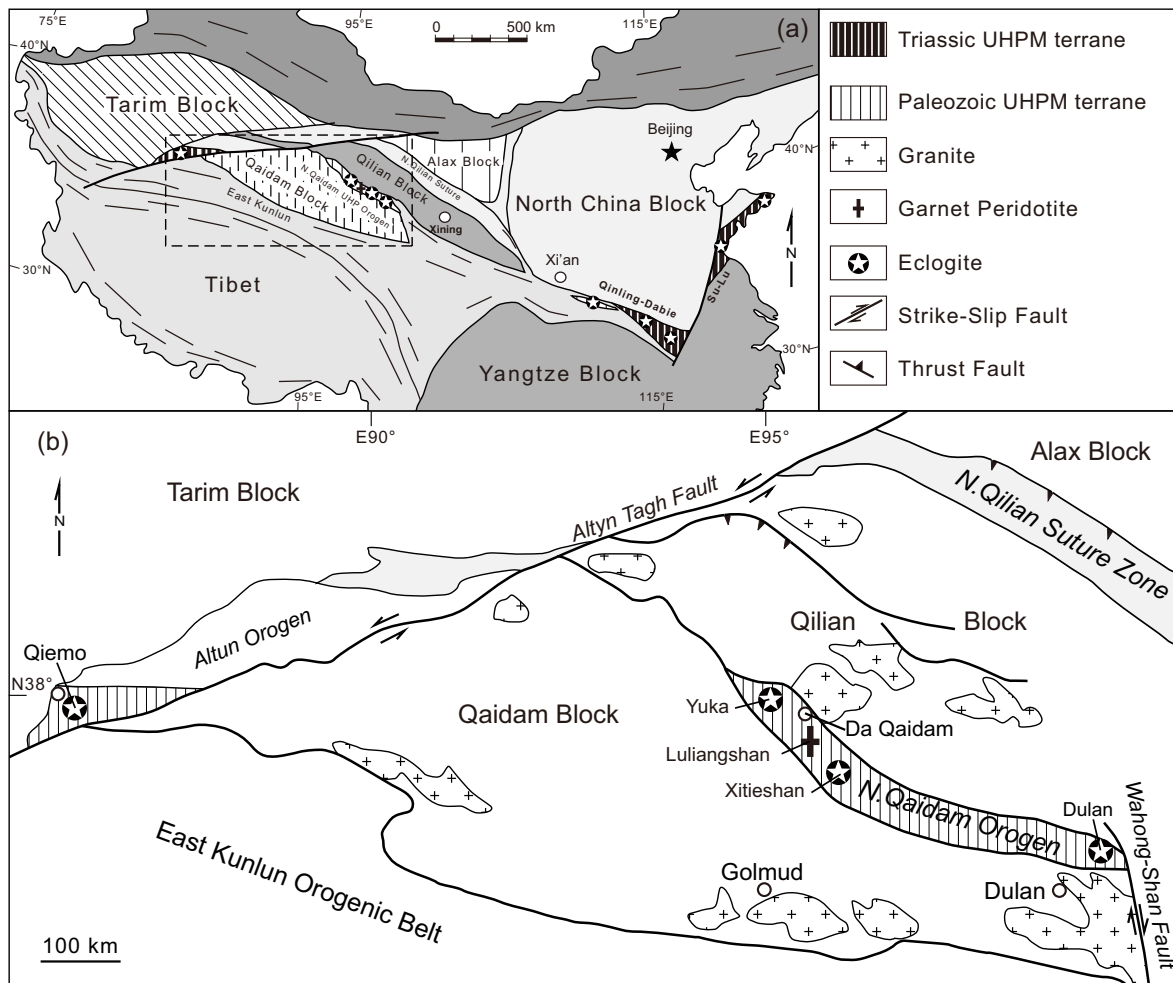 75°E
95°E
115°E
0
500 km
(a)
40°N
Tarim Block
Beijing
40°N
Alax Block
N.Qilian Suture
Qilian Block
Qaidam Block
N.Qaidam UHP Orogen
East Kunlun
Xining
North China Block
N
30°N
Tibet
Xi'an
Qinling-Dabie
Su-Lu
30°N
Yangtze Block
95°E
115°E
Triassic UHPM terrane
Paleozoic UHPM terrane
Granite
Garnet Peridotite
Eclogite
Strike-Slip Fault
Thrust Fault
(b)
E90°
E95°
Alax Block
Tarim Block
N
Altyn Tagh Fault
N.Qilian Suture Zone
Altun Orogen
Qilian
Block
Qiemo
N38°
Qaidam Block
Yuka
Da Qaidam
Luliangshan
Xitieshan
N.Qaidam Orogen
Dulan
Wahong-Shan Fault
East Kunlun Orogenic Belt
Golmud
Dulan
100 km